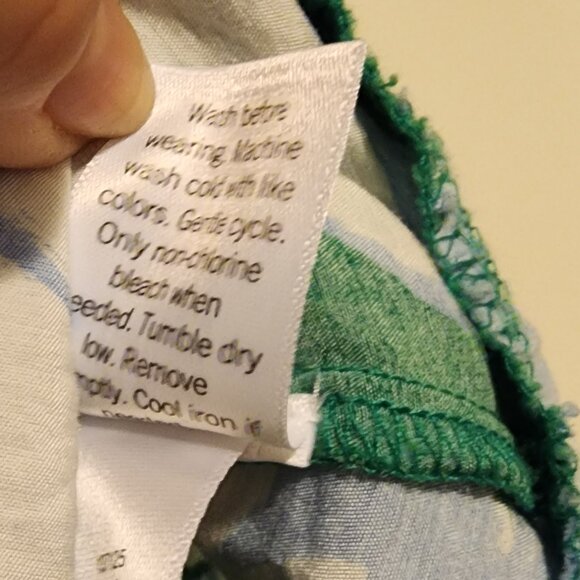 Wash before
wearing. Machine
wash cold with like
colors. Gentle cycle.
Only non-chlorine
bleach when
eeded. Tumble dry
low. Remove
mptly. Cool iron if